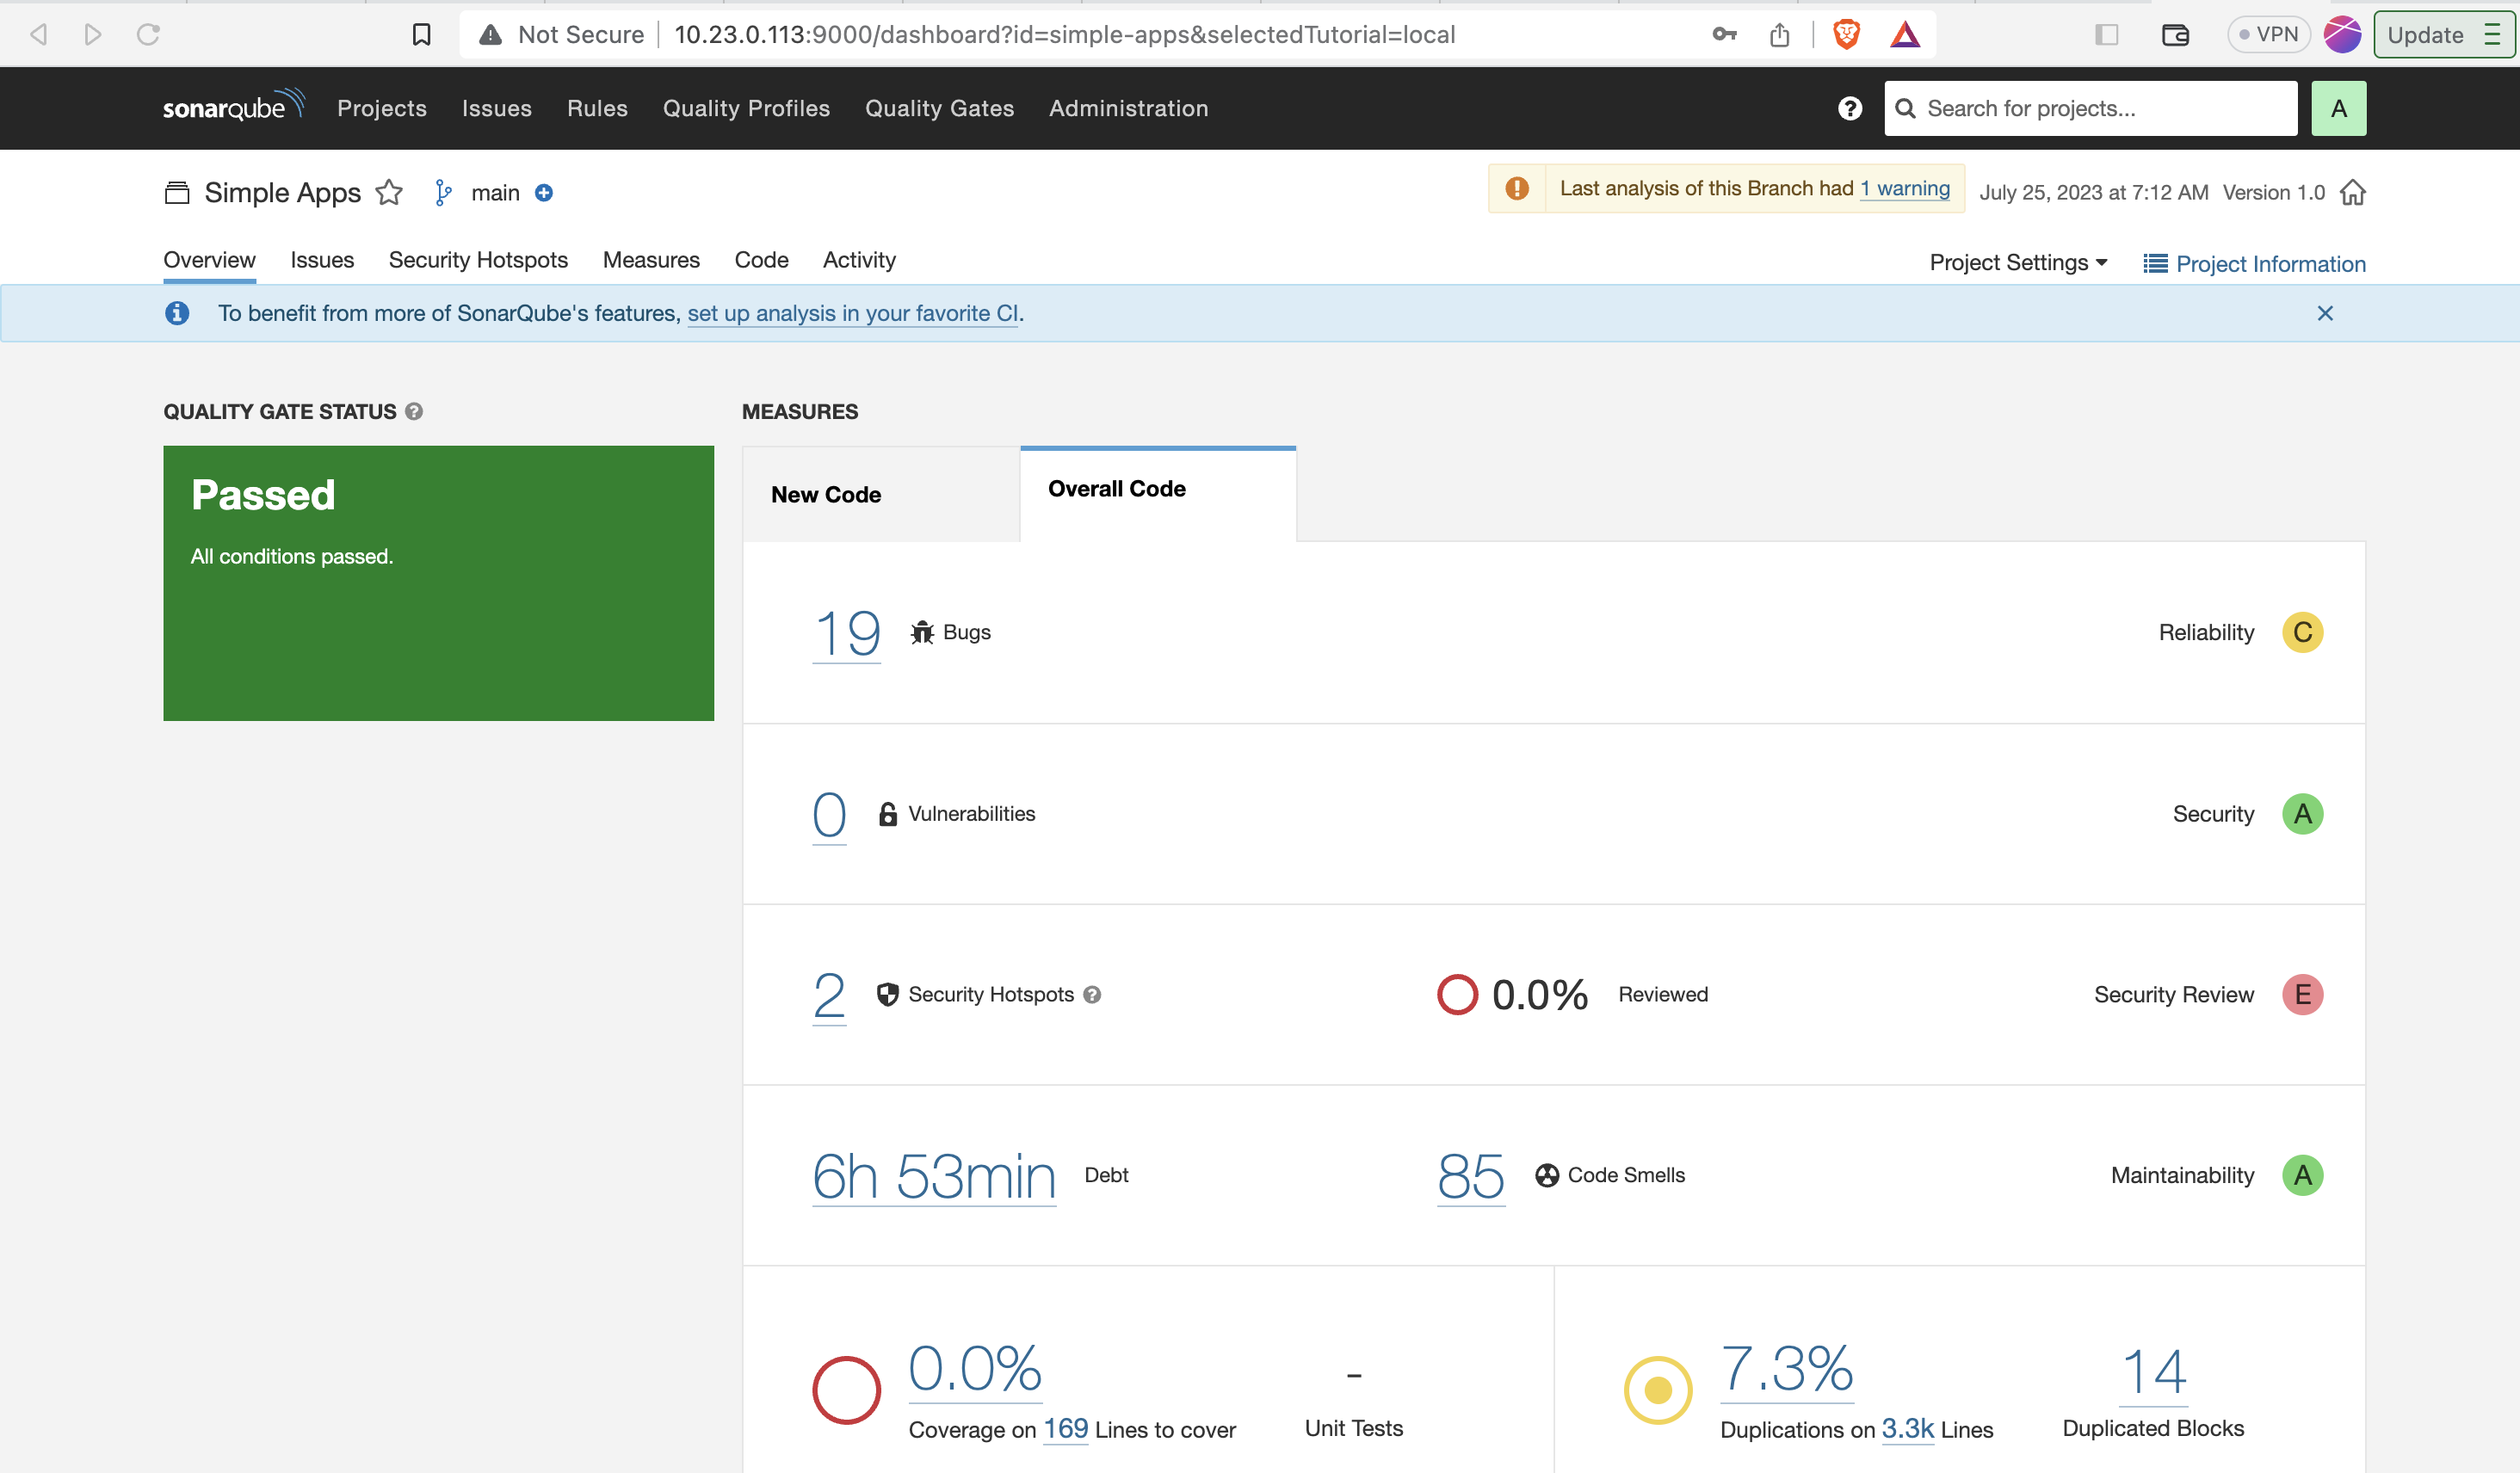 Not Secure 10.23.0.113:9000/dashboard?id=simple-apps&selectedTutorial=local VPN Update
sonarqube Projects Issues Rules Quality Profiles Quality Gates Administration Search for projects... A
Simple Apps main Last analysis of this Branch had 1 warning July 25, 2023 at 7:12 AM Version 1.0
Overview Issues Security Hotspots Measures Code Activity Project Settings Project Information
To benefit from more of SonarQube's features, set up analysis in your favorite CI.
QUALITY GATE STATUS
Passed
All conditions passed.
MEASURES
New Code Overall Code
19 Bugs Reliability C
0 Vulnerabilities Security A
2 Security Hotspots 0.0% Reviewed Security Review E
6h 53min Debt 85 Code Smells Maintainability A
0.0% - 7.3% 14
Coverage on 169 Lines to cover Unit Tests Duplications on 3.3k Lines Duplicated Blocks